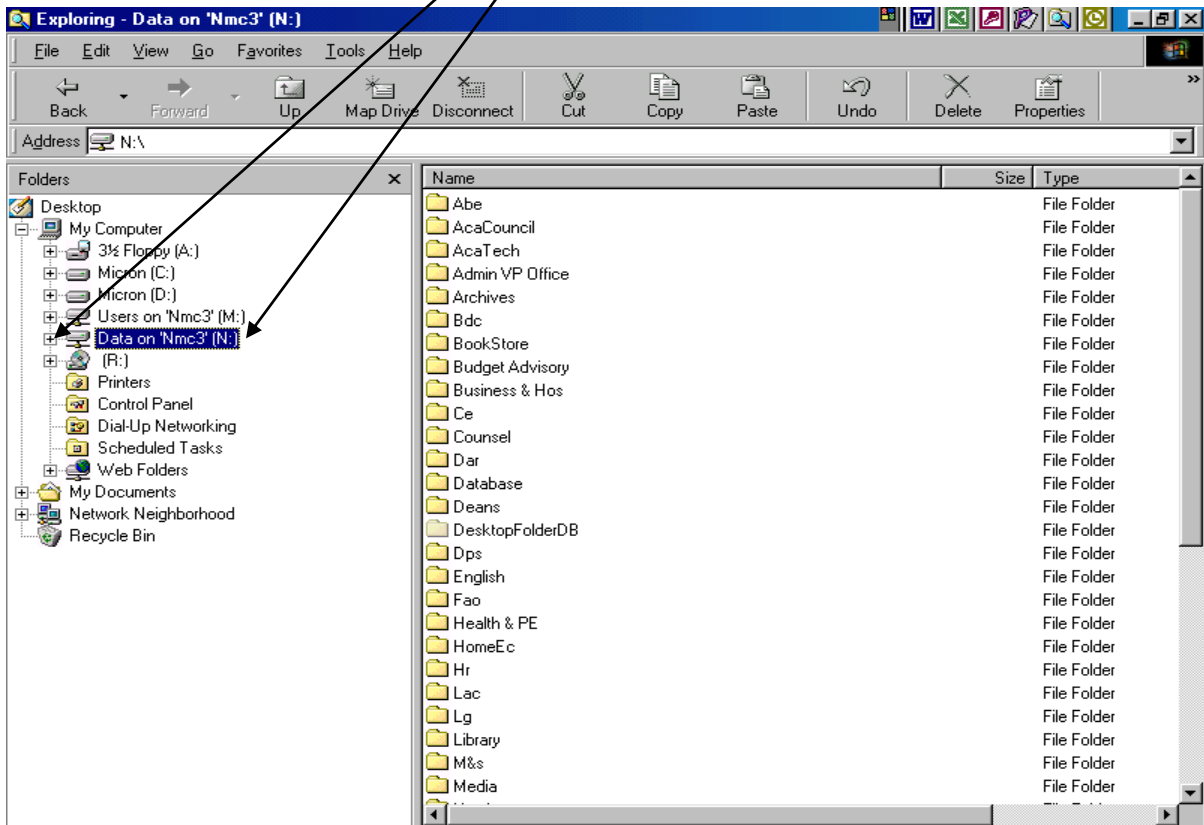 Exploring - Data on 'Nmc3' (N:)
File Edit View Go Favorites Tools Help
Back Forward Up Map Drive Disconnect Cut Copy Paste Undo Delete Properties »
Address N:\
Folders
Desktop
My Computer
3½ Floppy (A:)
Micron (C:)
Micron (D:)
Users on 'Nmc3' (M:)
Data on 'Nmc3' (N:)
(R:)
Printers
Control Panel
Dial-Up Networking
Scheduled Tasks
Web Folders
My Documents
Network Neighborhood
Recycle Bin
Name Size Type
Abe File Folder
AcaCouncil File Folder
AcaTech File Folder
Admin VP Office File Folder
Archives File Folder
Bdc File Folder
BookStore File Folder
Budget Advisory File Folder
Business & Hos File Folder
Ce File Folder
Counsel File Folder
Dar File Folder
Database File Folder
Deans File Folder
DesktopFolderDB File Folder
Dps File Folder
English File Folder
Fao File Folder
Health & PE File Folder
HomeEc File Folder
Hr File Folder
Lac File Folder
Lg File Folder
Library File Folder
M&s File Folder
Media File Folder